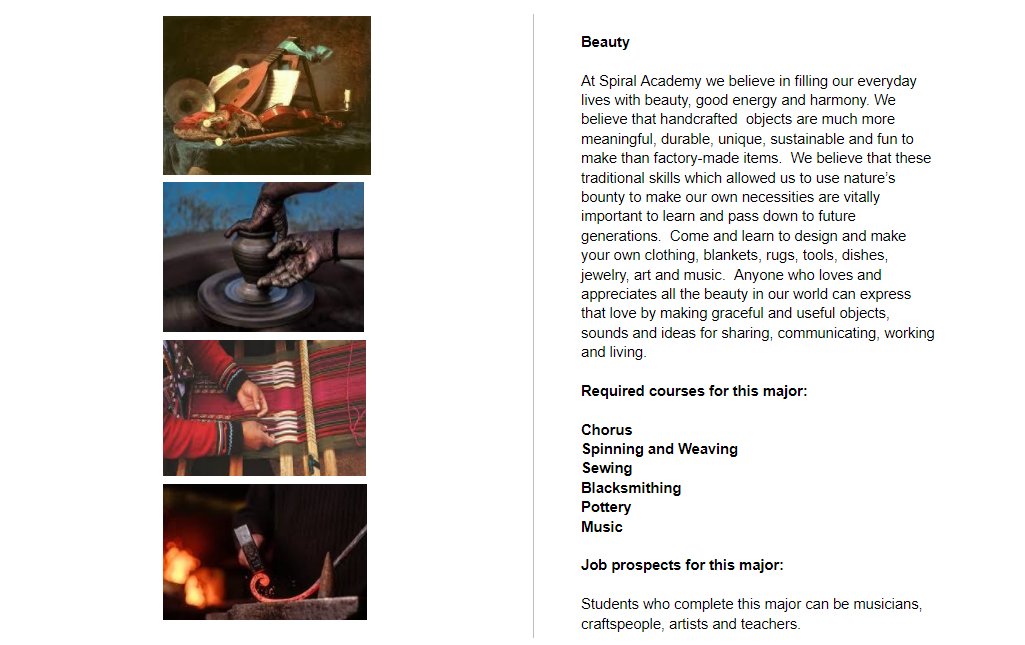 Beauty
At Spiral Academy we believe in filling our everyday
lives with beauty, good energy and harmony. We
believe that handcrafted  objects are much more
meaningful, durable, unique, sustainable and fun to
make than factory-made items.  We believe that these
traditional skills which allowed us to use nature’s
bounty to make our own necessities are vitally
important to learn and pass down to future
generations.  Come and learn to design and make
your own clothing, blankets, rugs, tools, dishes,
jewelry, art and music.  Anyone who loves and
appreciates all the beauty in our world can express
that love by making graceful and useful objects,
sounds and ideas for sharing, communicating, working
and living.
Required courses for this major:
Chorus
Spinning and Weaving
Sewing
Blacksmithing
Pottery
Music
Job prospects for this major:
Students who complete this major can be musicians,
craftspeople, artists and teachers.